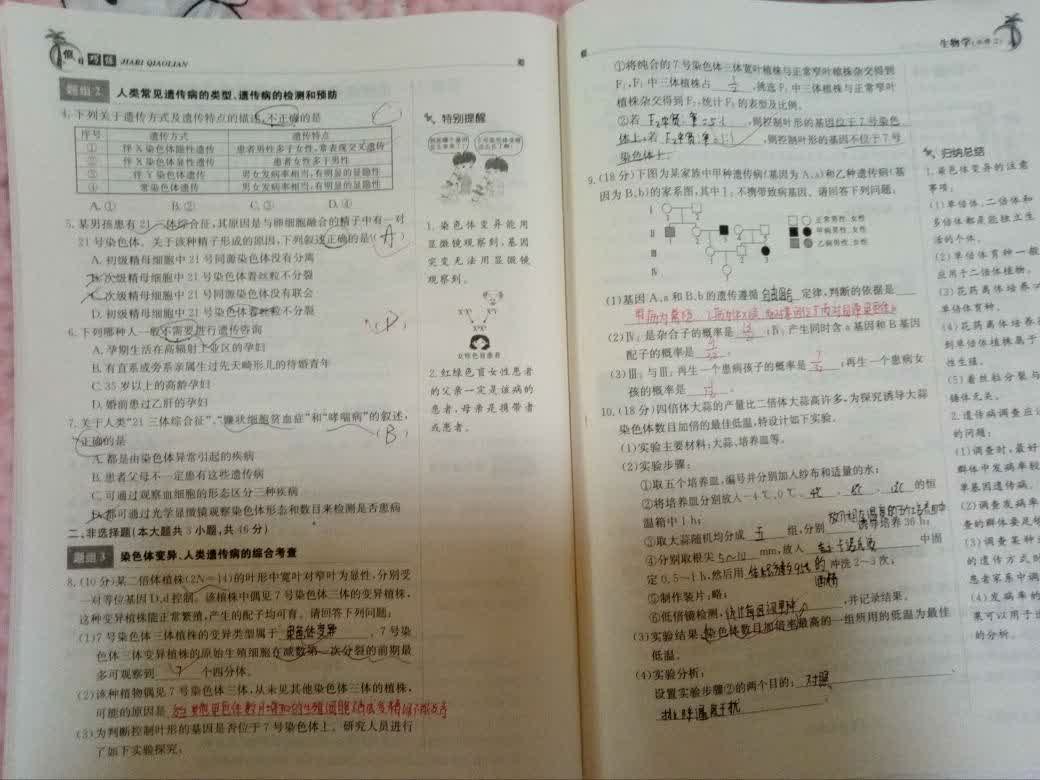 假日巧练 JIARI QIAOLIAN
题组2 人类常见遗传病的类型、遗传病的检测和预防
4.下列关于遗传方式及遗传特点的描述,不正确的是 C
序号 遗传方式 遗传特点
① 伴X染色体隐性遗传 患者男性多于女性,常表现交叉遗传
② 伴X染色体显性遗传 患者女性多于男性
③ 伴Y染色体遗传 男女发病率相当,有明显的显隐性
④ 常染色体遗传 男女发病率相当,有明显的显隐性
A.① B.② C.③ D.④
5.某男孩患有21三体综合征,其原因是与卵细胞融合的精子中有一对
21号染色体。关于该种精子形成的原因,下列叙述正确的是(A)
A.初级精母细胞中21号同源染色体没有分离
B.次级精母细胞中21号染色体着丝粒不分裂
C.次级精母细胞中21号同源染色体没有联会
D.初级精母细胞中21号染色体着丝粒不分裂
6.下列哪种人一般不需要进行遗传咨询 (D)
A.孕期生活在高辐射工业区的孕妇
B.有直系或旁系亲属生过先天畸形儿的待婚青年
C.35岁以上的高龄孕妇
D.婚前患过乙肝的孕妇
7.关于人类“21三体综合征”、“镰状细胞贫血症”和“哮喘病”的叙述,
正确的是 (B)
A.都是由染色体异常引起的疾病
B.患者父母不一定患有这些遗传病
C.可通过观察血细胞的形态区分三种疾病
D.都可通过光学显微镜观察染色体形态和数目来检测是否患病
二、非选择题(本大题共3小题,共46分)
题组3 染色体变异、人类遗传病的综合考查
8.(10分)某二倍体植株(2N=14)的叶形中宽叶对窄叶为显性,分别受
一对等位基因D、d控制。该植株中偶见7号染色体三体的变异植株,
这种变异植株能正常繁殖,产生的配子均可育。请回答下列问题:
(1)7号染色体三体植株的变异类型属于 染色体变异 ,7号染
色体三体变异植株的原始生殖细胞在减数第一次分裂的前期最
多可观察到 7 个四分体。
(2)该种植物偶见7号染色体三体,从未见其他染色体三体的植株,
可能的原因是
(3)为判断控制叶形的基因是否位于7号染色体上,研究人员进行
了如下实验探究:
特别提醒
1.染色体变异能用
显微镜观察到,基因
突变无法用显微镜
观察到。
女性色盲患者
2.红绿色盲女性患者
的父亲一定是该病的
患者,母亲是携带者
或患者。
生物学(必修2)
①将纯合的7号染色体三体宽叶植株与正常窄叶植株杂交得到
F₁,F₁中三体植株占 1/2 ,挑选F₁中三体植株与正常窄叶
植株杂交得到F₂,统计F₂的表型及比例。
②若 F₂中宽:窄=5:1 ,则控制叶形的基因位于7号染色
体上;若 F₂中宽:窄=1:1 ,则控制叶形的基因不位于7号
染色体上。
9.(18分)下图为某家族中甲种遗传病(基因为A、a)和乙种遗传病(基
因为B、b)的家系图,其中Ⅰ₁不携带致病基因。请回答下列问题:
Ⅰ 1 2
Ⅱ 1 2 3 4 5
Ⅲ 1 2 3
Ⅳ 1
正常男性、女性
甲病男性、女性
乙病男性、女性
(1)基因A、a和B、b的遗传遵循 自由组合 定律,判断的依据是
(2)Ⅳ₁是杂合子的概率是 ;Ⅳ₁产生同时含a基因和B基因
配子的概率是 。
(3)Ⅲ₁与Ⅲ₂再生一个患病孩子的概率是 ;再生一个患病女
孩的概率是 。
10.(18分)四倍体大蒜的产量比二倍体大蒜高许多,为探究诱导大蒜
染色体数目加倍的最佳低温,特设计如下实验。
(1)实验主要材料:大蒜、培养皿等。
(2)实验步骤:
①取五个培养皿,编号并分别加入纱布和适量的水;
②将培养皿分别放入-4℃、0℃、 4℃ 、 8℃ 、 12℃ 的恒
温箱中1h;
③取大蒜随机均分成 五 组,分别 诱导培养36h;
④分别取根尖 5~10 mm,放入 卡诺氏液 中固
定0.5~1h,然后用 体积分数为95%的酒精 冲洗2~3次;
⑤制作装片:略;
⑥低倍镜检测, ,并记录结果。
(3)实验结果:染色体数目加倍率最高的一组所用的低温为最佳
低温。
(4)实验分析:
设置实验步骤②的两个目的: 对照
排除温度干扰 。
归纳总结
1.染色体变异的注意
事项:
(1)单倍体、二倍体和
多倍体都是能独立生
活的个体。
(2)单倍体育种一般
应用于二倍体植物。
(3)花药离体培养
单倍体育种。
(4)花药离体培养
到单倍体植株属于
性生殖。
(5)着丝粒分裂与
锤体无关。
2.遗传病调查应
的问题:
(1)调查时,最好
群体中发病率较
单基因遗传病。
(2)调查发病率
查的群体要足够
(3)调查某种
的遗传方式时
患者家系中调
(4)发病率的
果可以用于
的分析。